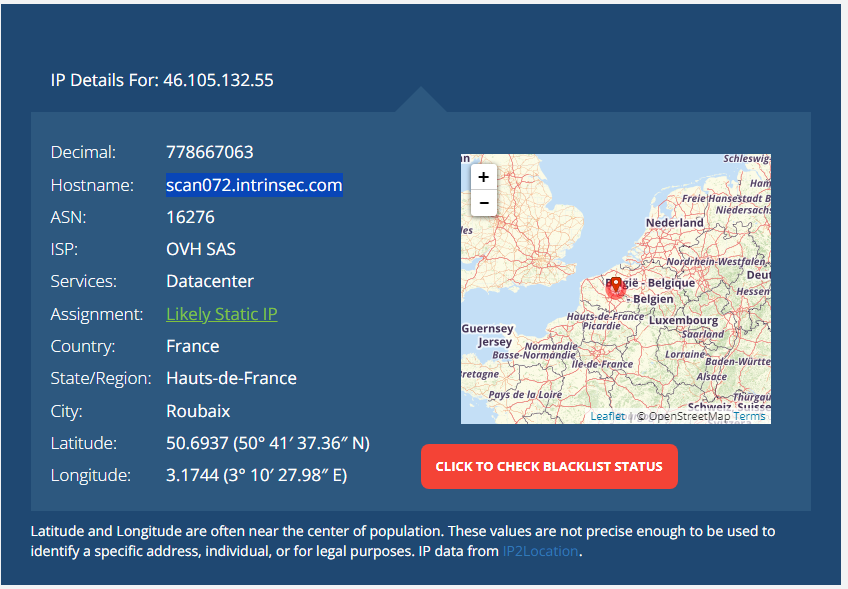 IP Details For: 46.105.132.55
Decimal: 778667063
Hostname: scan072.intrinsec.com
ASN: 16276
ISP: OVH SAS
Services: Datacenter
Assignment: Likely Static IP
Country: France
State/Region: Hauts-de-France
City: Roubaix
Latitude: 50.6937 (50° 41′ 37.36″ N)
Longitude: 3.1744 (3° 10′ 27.98″ E)
+
−
Schleswig-
Ham
Freie Hansestadt B
Niedersachs
Nederland
Nordrhein-Westfalen
België - Belgique
- Belgien
Deut
Hessen
Hauts-de-France
Picardie
Luxembourg
Saarland
Guernsey
Jersey
Normandie
Basse-Normandie
Lorraine
Baden-Württe
Ile-de-France
Alsace
Bretagne
Pays de la Loire
Thurgau
Schweiz/Suisse
Leaflet | © OpenStreetMap Terms
CLICK TO CHECK BLACKLIST STATUS
Latitude and Longitude are often near the center of population. These values are not precise enough to be used to
identify a specific address, individual, or for legal purposes. IP data from IP2Location.